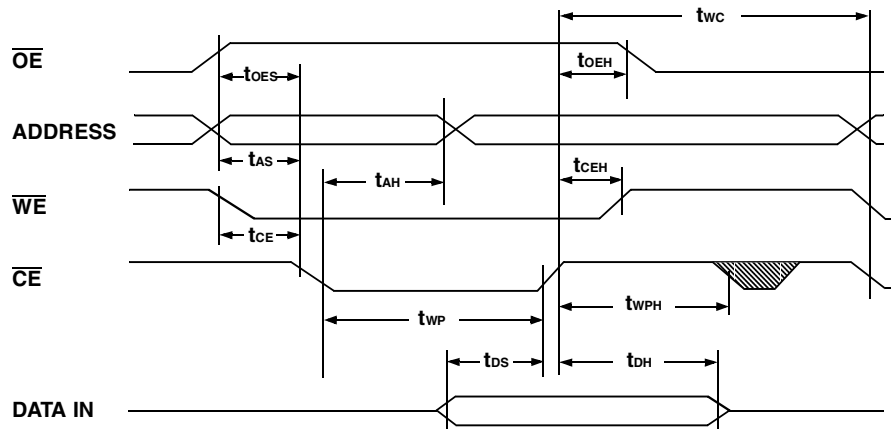 tWC
OE
tOES
tOEH
ADDRESS
tAS
tAH
tCEH
WE
tCE
CE
tWP
tWPH
tDS
tDH
DATA IN